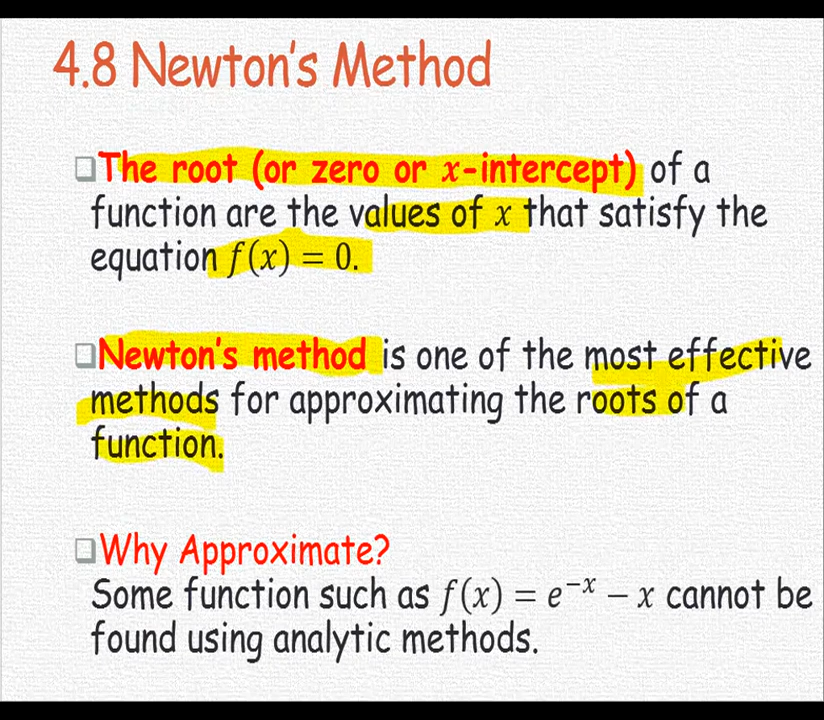 4.8 Newton's Method
❑The root (or zero or x-intercept) of a
function are the values of x that satisfy the
equation f(x) = 0.
❑Newton's method is one of the most effective
methods for approximating the roots of a
function.
❑Why Approximate?
Some function such as f(x) = e⁻ˣ − x cannot be
found using analytic methods.